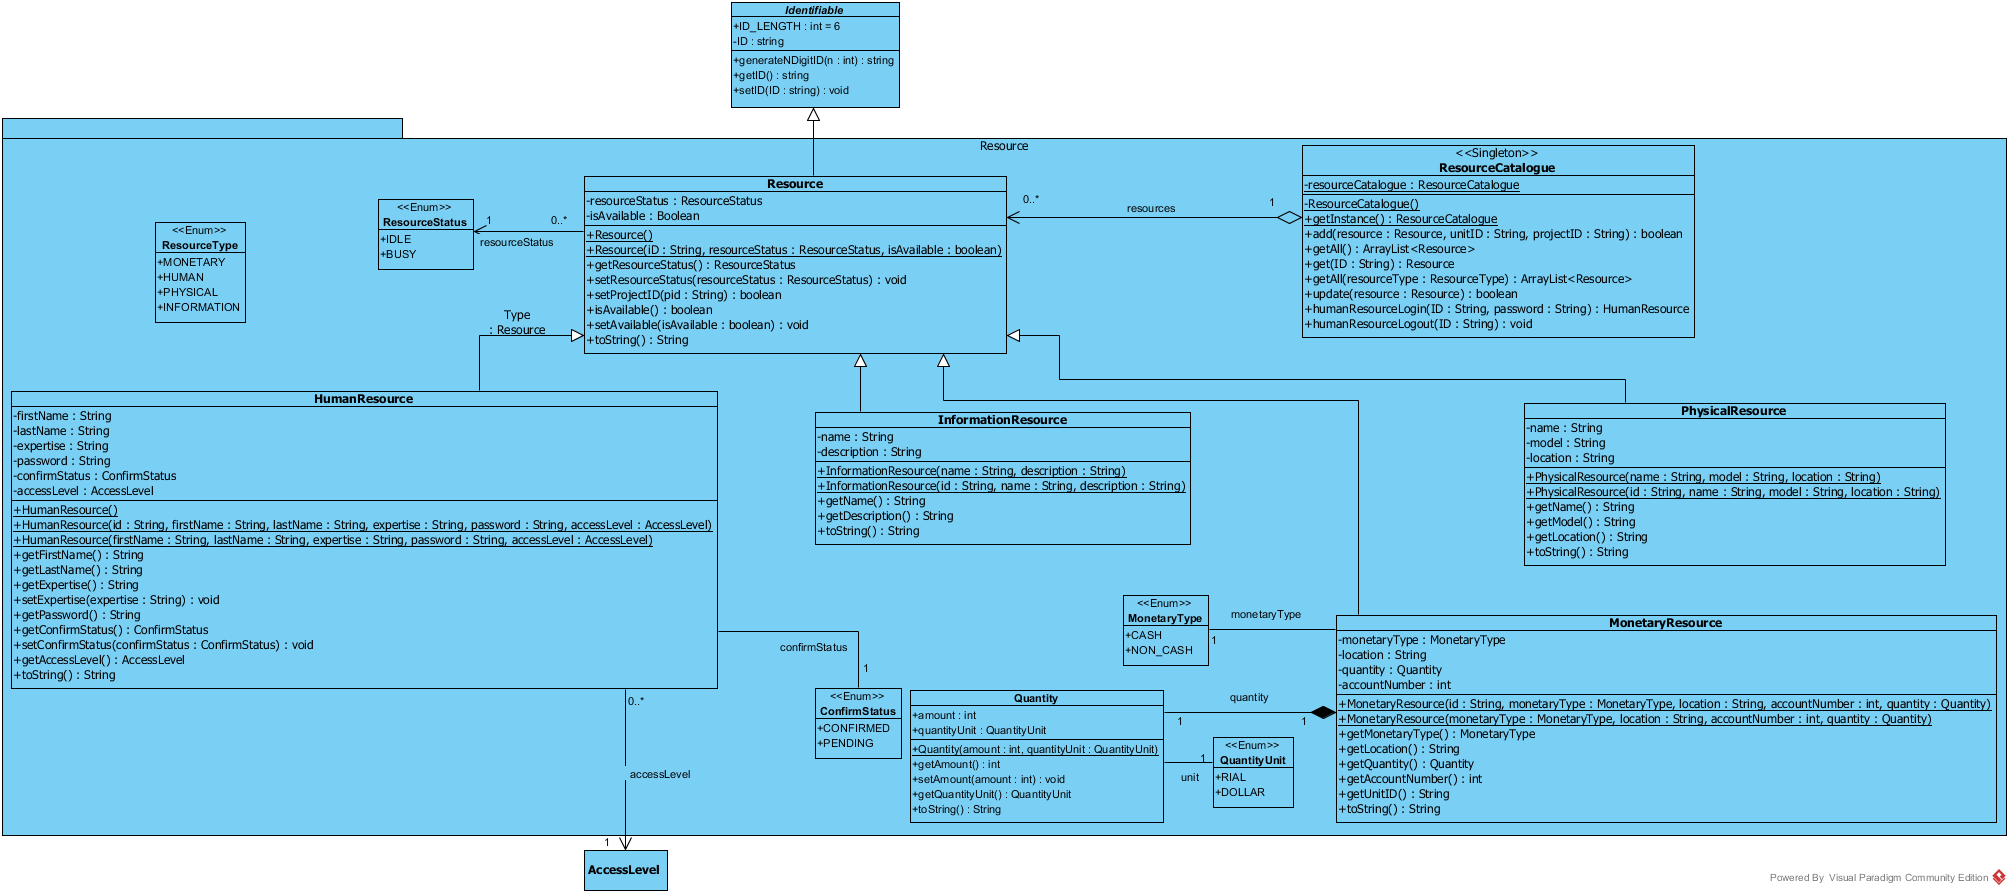 Identifiable
+ID_LENGTH : int = 6
-ID : string
+generateNDigitID(n : int) : string
+getID() : string
+setID(ID : string) : void
Resource
<<Enum>>
ResourceType
+MONETARY
+HUMAN
+PHYSICAL
+INFORMATION
<<Enum>>
ResourceStatus
+IDLE
+BUSY
1
0..*
resourceStatus
Resource
-resourceStatus : ResourceStatus
-isAvailable : Boolean
+Resource()
+Resource(iD : String, resourceStatus : ResourceStatus, isAvailable : boolean)
+getResourceStatus() : ResourceStatus
+setResourceStatus(resourceStatus : ResourceStatus) : void
+setProjectID(pid : String) : boolean
+isAvailable() : boolean
+setAvailable(isAvailable : boolean) : void
+toString() : String
0..*
resources
1
<<Singleton>>
ResourceCatalogue
-resourceCatalogue : ResourceCatalogue
-ResourceCatalogue()
+getInstance() : ResourceCatalogue
+add(resource : Resource, unitID : String, projectID : String) : boolean
+getAll() : ArrayList<Resource>
+get(ID : String) : Resource
+getAll(resourceType : ResourceType) : ArrayList<Resource>
+update(resource : Resource) : boolean
+humanResourceLogin(ID : String, password : String) : HumanResource
+humanResourceLogout(ID : String) : void
Type
: Resource
HumanResource
-firstName : String
-lastName : String
-expertise : String
-password : String
-confirmStatus : ConfirmStatus
-accessLevel : AccessLevel
+HumanResource()
+HumanResource(id : String, firstName : String, lastName : String, expertise : String, password : String, accessLevel : AccessLevel)
+HumanResource(firstName : String, lastName : String, expertise : String, password : String, accessLevel : AccessLevel)
+getFirstName() : String
+getLastName() : String
+getExpertise() : String
+setExpertise(expertise : String) : void
+getPassword() : String
+getConfirmStatus() : ConfirmStatus
+setConfirmStatus(confirmStatus : ConfirmStatus) : void
+getAccessLevel() : AccessLevel
+toString() : String
InformationResource
-name : String
-description : String
+InformationResource(name : String, description : String)
+InformationResource(id : String, name : String, description : String)
+getName() : String
+getDescription() : String
+toString() : String
PhysicalResource
-name : String
-model : String
-location : String
+PhysicalResource(name : String, model : String, location : String)
+PhysicalResource(id : String, name : String, model : String, location : String)
+getName() : String
+getModel() : String
+getLocation() : String
+toString() : String
<<Enum>>
MonetaryType
+CASH
+NON_CASH
monetaryType
1
MonetaryResource
-monetaryType : MonetaryType
-location : String
-quantity : Quantity
-accountNumber : int
+MonetaryResource(id : String, monetaryType : MonetaryType, location : String, accountNumber : int, quantity : Quantity)
+MonetaryResource(monetaryType : MonetaryType, location : String, accountNumber : int, quantity : Quantity)
+getMonetaryType() : MonetaryType
+getLocation() : String
+getQuantity() : Quantity
+getAccountNumber() : int
+getUnitID() : String
+toString() : String
confirmStatus
1
<<Enum>>
ConfirmStatus
+CONFIRMED
+PENDING
Quantity
+amount : int
+quantityUnit : QuantityUnit
+Quantity(amount : int, quantityUnit : QuantityUnit)
+getAmount() : int
+setAmount(amount : int) : void
+getQuantityUnit() : QuantityUnit
+toString() : String
quantity
1
1
1
unit
<<Enum>>
QuantityUnit
+RIAL
+DOLLAR
0..*
accessLevel
1
AccessLevel
Powered By Visual Paradigm Community Edition